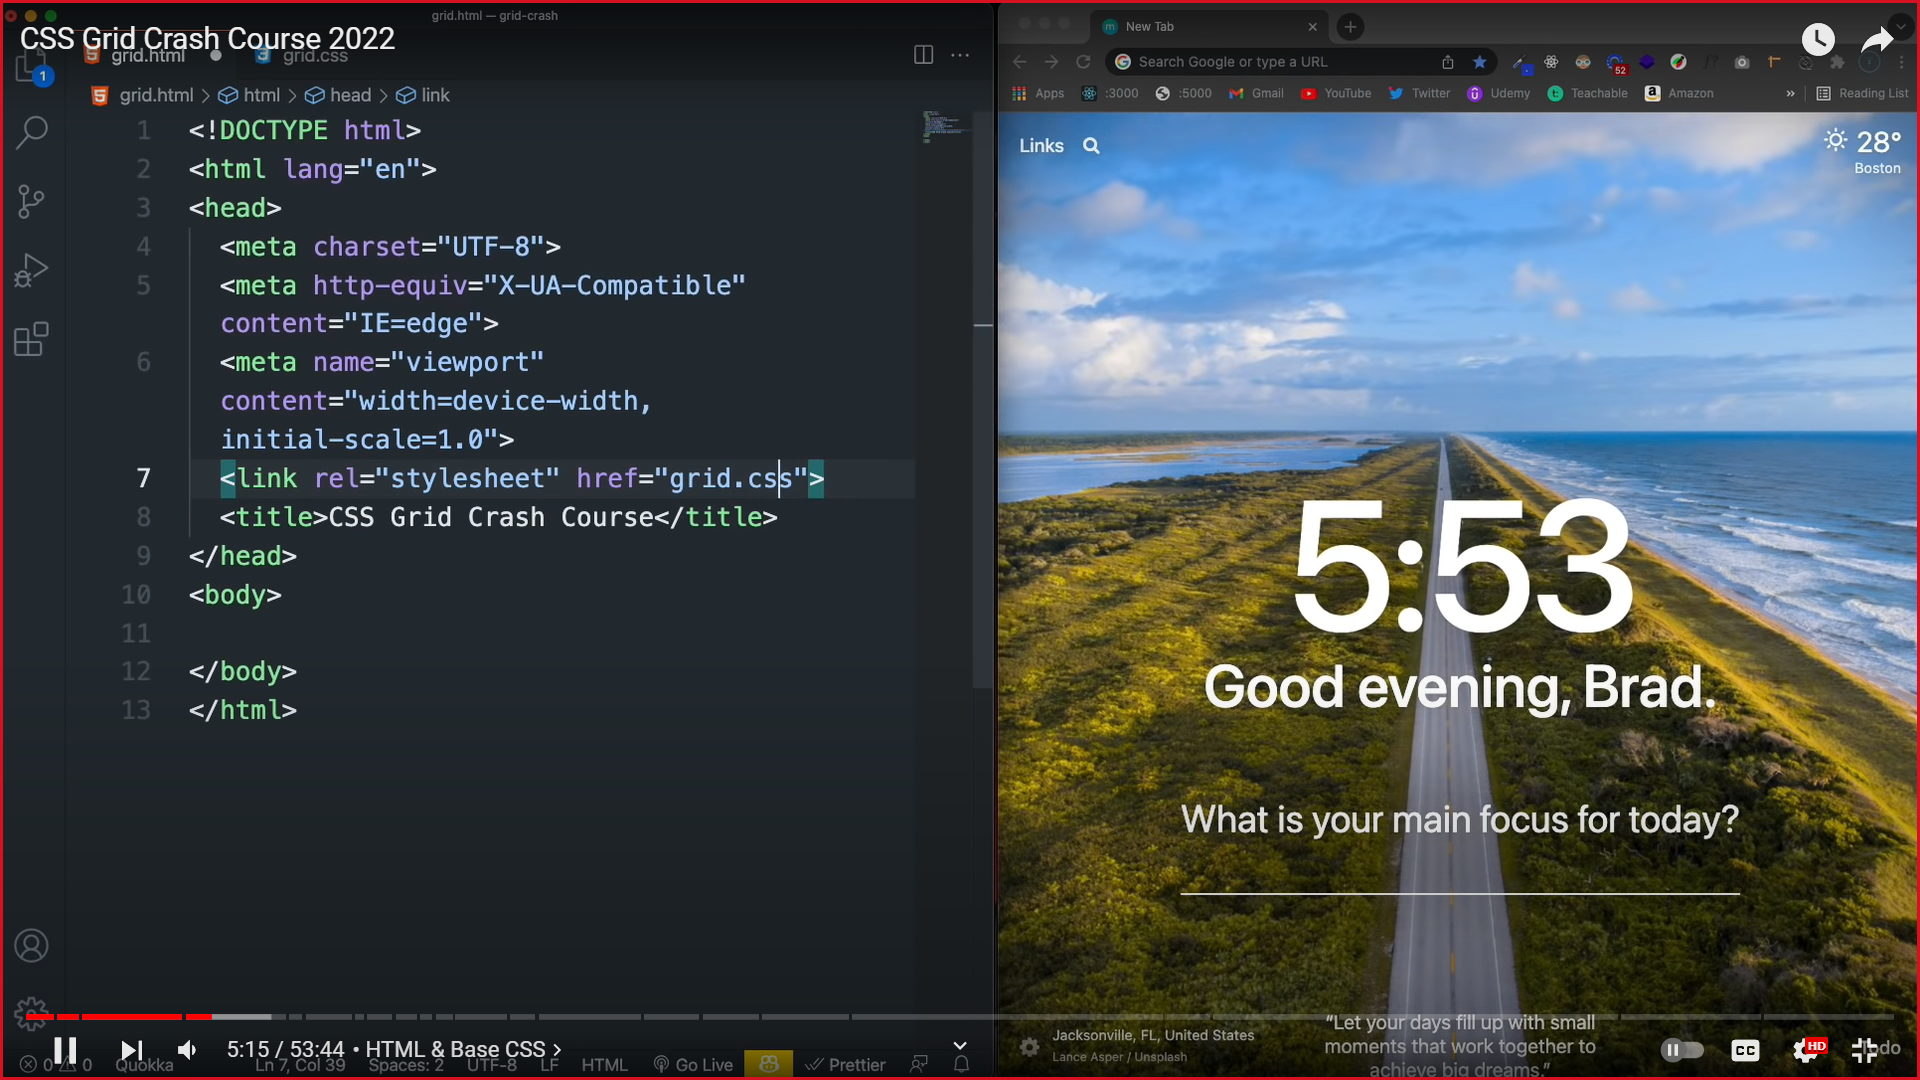 grid.html — grid-crash
CSS Grid Crash Course 2022
grid.html
grid.css
grid.html > html > head > link
1 <!DOCTYPE html>
2 <html lang="en">
3 <head>
4 <meta charset="UTF-8">
5 <meta http-equiv="X-UA-Compatible"
content="IE=edge">
6 <meta name="viewport"
content="width=device-width,
initial-scale=1.0">
7 <link rel="stylesheet" href="grid.css">
8 <title>CSS Grid Crash Course</title>
9 </head>
10 <body>
11
12 </body>
13 </html>
1
5:15 / 53:44 • HTML & Base CSS >
0 0 Quokka Ln 7, Col 39 Spaces: 2 UTF-8 LF HTML Go Live Prettier
New Tab
Search Google or type a URL
52
Apps :3000 :5000 Gmail YouTube Twitter Udemy Teachable Amazon » Reading List
Links
28°
Boston
5:53
Good evening, Brad.
What is your main focus for today?
Jacksonville, FL, United States
Lance Asper / Unsplash
“Let your days fill up with small
moments that work together to
achieve big dreams.”
CC
HD